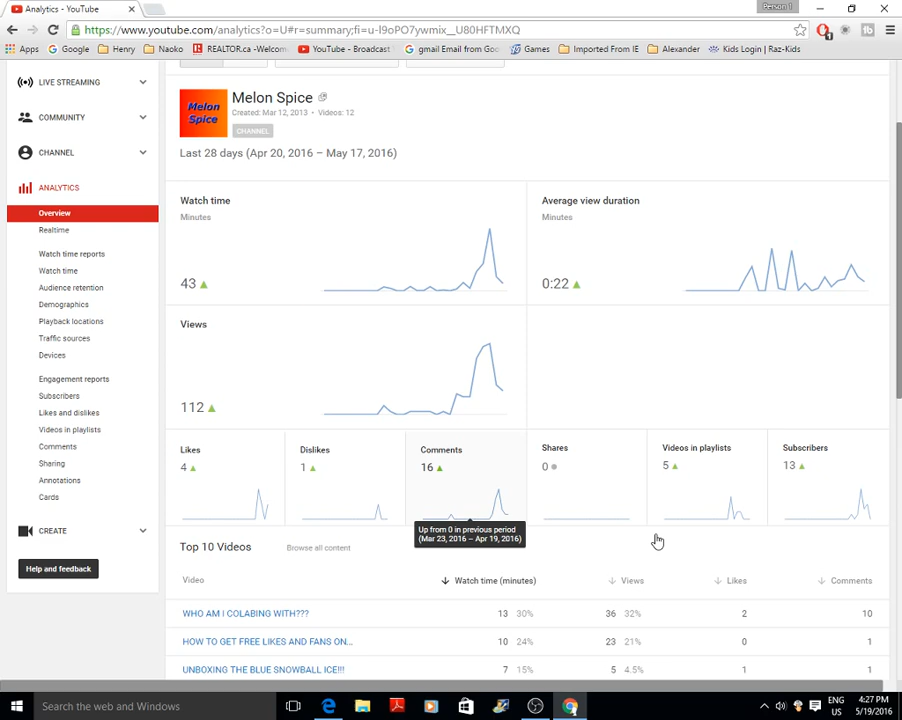 Analytics - YouTube
Person 1
https://www.youtube.com/analytics?o=U#r=summary;fi=u-I9oPO7ywmix__U80HFTMXQ
Apps Google Henry Naoko REALTOR.ca -Welcom YouTube - Broadcast gmail Email from Goo Games Imported From IE Alexander Kids Login | Raz-Kids
LIVE STREAMING
COMMUNITY
CHANNEL
ANALYTICS
Overview
Realtime
Watch time reports
Watch time
Audience retention
Demographics
Playback locations
Traffic sources
Devices
Engagement reports
Subscribers
Likes and dislikes
Videos in playlists
Comments
Sharing
Annotations
Cards
CREATE
Help and feedback
Melon Spice
Melon Spice
Created: Mar 12, 2013 • Videos: 12
CHANNEL
Last 28 days (Apr 20, 2016 – May 17, 2016)
Watch time
Minutes
43
Average view duration
Minutes
0:22
Views
112
Likes
4
Dislikes
1
Comments
16
Shares
0
Videos in playlists
5
Subscribers
13
Up from 0 in previous period
(Mar 23, 2016 – Apr 19, 2016)
Top 10 Videos Browse all content
Video Watch time (minutes) Views Likes Comments
WHO AM I COLABING WITH??? 13 30% 36 32% 2 10
HOW TO GET FREE LIKES AND FANS ON... 10 24% 23 21% 0 1
UNBOXING THE BLUE SNOWBALL ICE!!! 7 15% 5 4.5% 1 1
Search the web and Windows
ENG 4:27 PM
US 5/19/2016